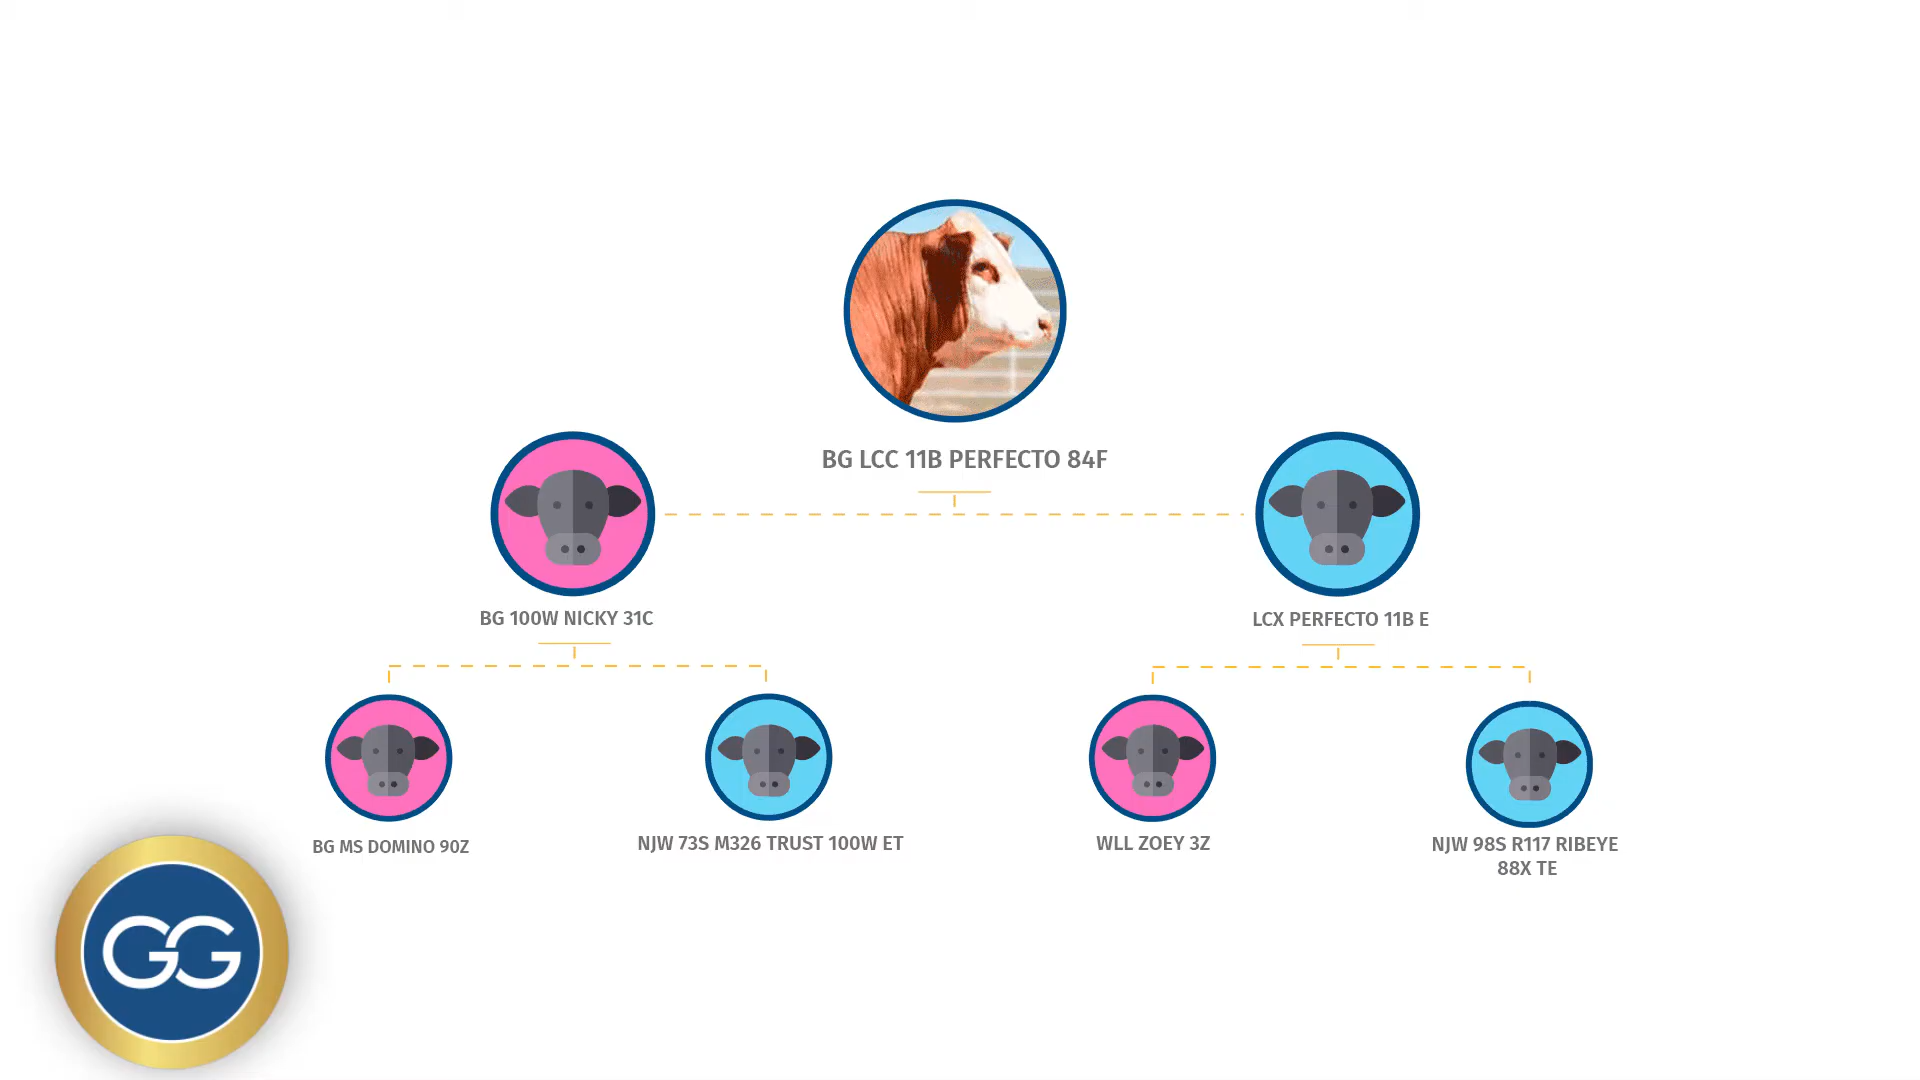 BG LCC 11B PERFECTO 84F
BG 100W NICKY 31C
LCX PERFECTO 11B E
BG MS DOMINO 90Z
NJW 73S M326 TRUST 100W ET
WLL ZOEY 3Z
NJW 98S R117 RIBEYE
88X TE
GG